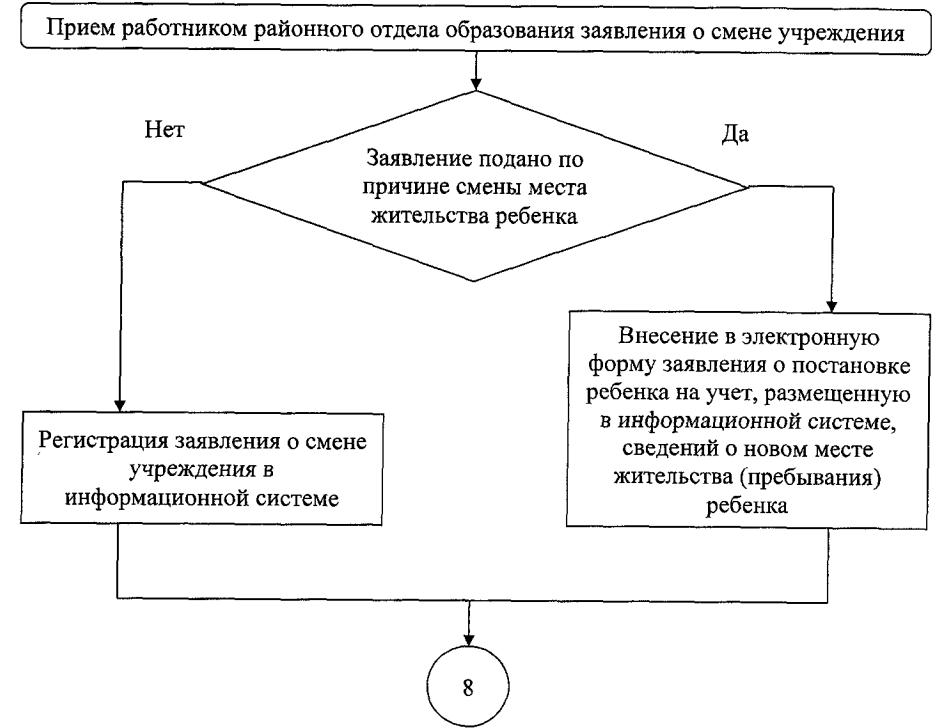 Прием работником районного отдела образования заявления о смене учреждения
Нет
Да
Заявление подано по
причине смены места
жительства ребенка
Внесение в электронную
форму заявления о постановке
ребенка на учет, размещенную
в информационной системе,
сведений о новом месте
жительства (пребывания)
ребенка
Регистрация заявления о смене
учреждения в
информационной системе
8